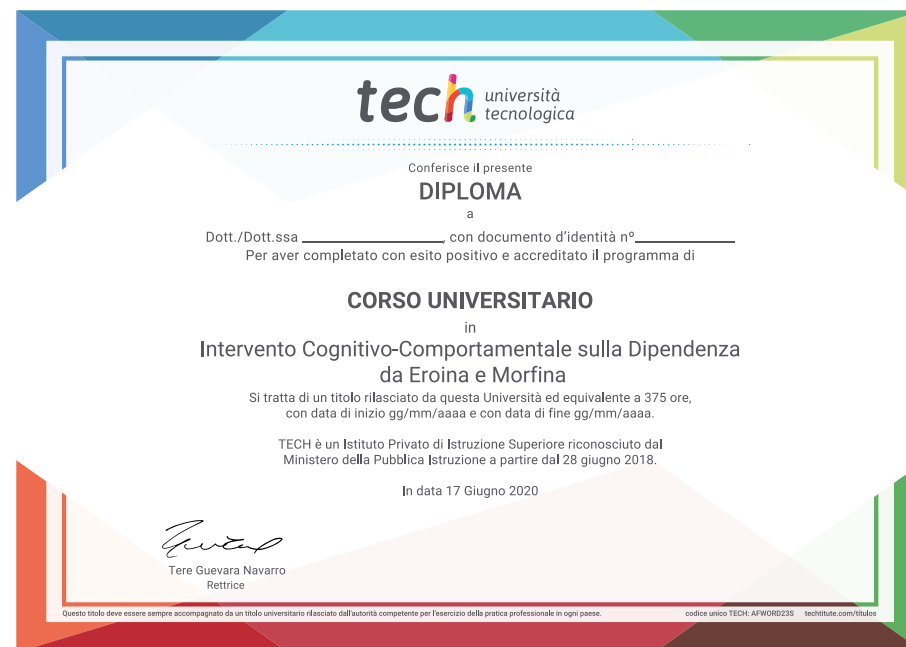 tech università
tecnologica
Conferisce il presente
DIPLOMA
a
Dott./Dott.ssa ____________________, con documento d'identità nº______________
Per aver completato con esito positivo e accreditato il programma di
CORSO UNIVERSITARIO
in
Intervento Cognitivo-Comportamentale sulla Dipendenza
da Eroina e Morfina
Si tratta di un titolo rilasciato da questa Università ed equivalente a 375 ore,
con data di inizio gg/mm/aaaa e con data di fine gg/mm/aaaa.
TECH è un Istituto Privato di Istruzione Superiore riconosciuto dal
Ministero della Pubblica Istruzione a partire dal 28 giugno 2018.
In data 17 Giugno 2020
Tere Guevara Navarro
Rettrice
Questo titolo deve essere sempre accompagnato da un titolo universitario rilasciato dall'autorità competente per l'esercizio della pratica professionale in ogni paese. codice unico TECH: AFWORD23S techtitute.com/titulos